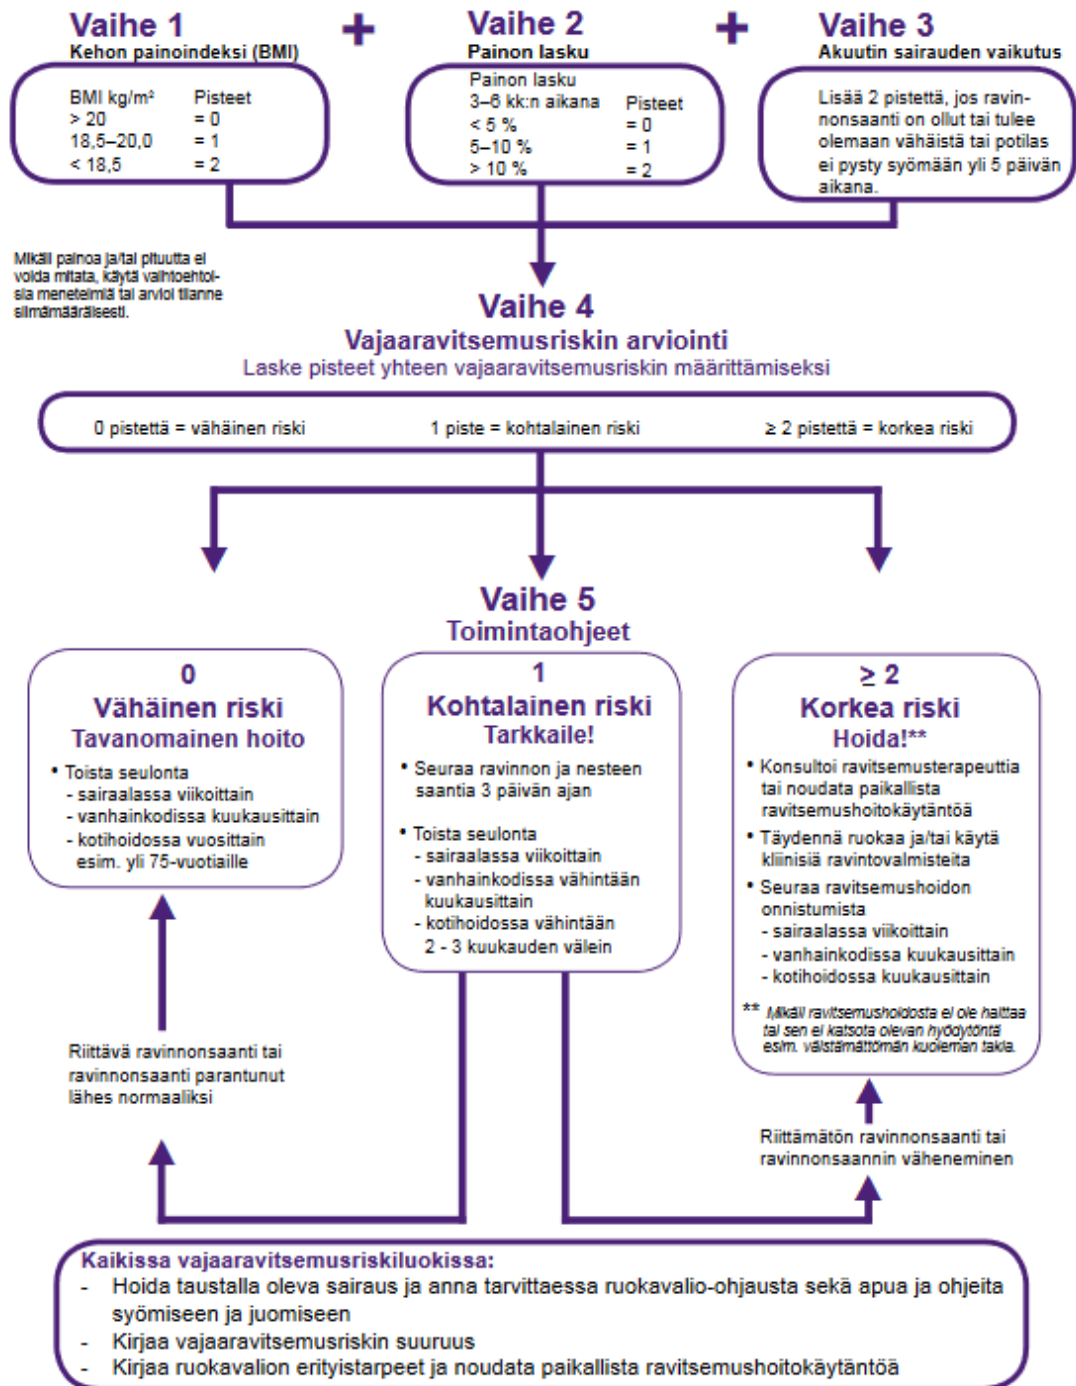 Vaihe 1
Kehon painoindeksi (BMI)
BMI kg/m² Pisteet
> 20 = 0
18,5–20,0 = 1
< 18,5 = 2
+
Vaihe 2
Painon lasku
Painon lasku
3–6 kk:n aikana Pisteet
< 5 % = 0
5–10 % = 1
> 10 % = 2
+
Vaihe 3
Akuutin sairauden vaikutus
Lisää 2 pistettä, jos ravin-
nonsaanti on ollut tai tulee
olemaan vähäistä tai potilas
ei pysty syömään yli 5 päivän
aikana.
Mikäli painoa ja/tai pituutta ei
voida mitata, käytä vaihtoehtoi-
sia menetelmiä tai arvioi tilanne
silmämääräisesti.
Vaihe 4
Vajaaravitsemusriskin arviointi
Laske pisteet yhteen vajaaravitsemusriskin määrittämiseksi
0 pistettä = vähäinen riski 1 piste = kohtalainen riski ≥ 2 pistettä = korkea riski
Vaihe 5
Toimintaohjeet
0
Vähäinen riski
Tavanomainen hoito
• Toista seulonta
- sairaalassa viikoittain
- vanhainkodissa kuukausittain
- kotihoidossa vuosittain
esim. yli 75-vuotiaille
1
Kohtalainen riski
Tarkkaile!
• Seuraa ravinnon ja nesteen
saantia 3 päivän ajan
• Toista seulonta
- sairaalassa viikoittain
- vanhainkodissa vähintään
kuukausittain
- kotihoidossa vähintään
2 - 3 kuukauden välein
≥ 2
Korkea riski
Hoida!**
• Konsultoi ravitsemusterapeuttia
tai noudata paikallista
ravitsemushoitokäytäntöä
• Täydennä ruokaa ja/tai käytä
kliinisiä ravintovalmisteita
• Seuraa ravitsemushoidon
onnistumista
- sairaalassa viikoittain
- vanhainkodissa kuukausittain
- kotihoidossa kuukausittain
** Mikäli ravitsemushoidosta ei ole haittaa
tai sen ei katsota olevan hyödytöntä
esim. välttämättömän kuoleman takia.
Riittävä ravinnonsaanti tai
ravinnonsaanti parantunut
lähes normaaliksi
Riittämätön ravinnonsaanti tai
ravinnonsaannin väheneminen
Kaikissa vajaaravitsemusriskiluokissa:
- Hoida taustalla oleva sairaus ja anna tarvittaessa ruokavalio-ohjausta sekä apua ja ohjeita
syömiseen ja juomiseen
- Kirjaa vajaaravitsemusriskin suuruus
- Kirjaa ruokavalion erityistarpeet ja noudata paikallista ravitsemushoitokäytäntöä